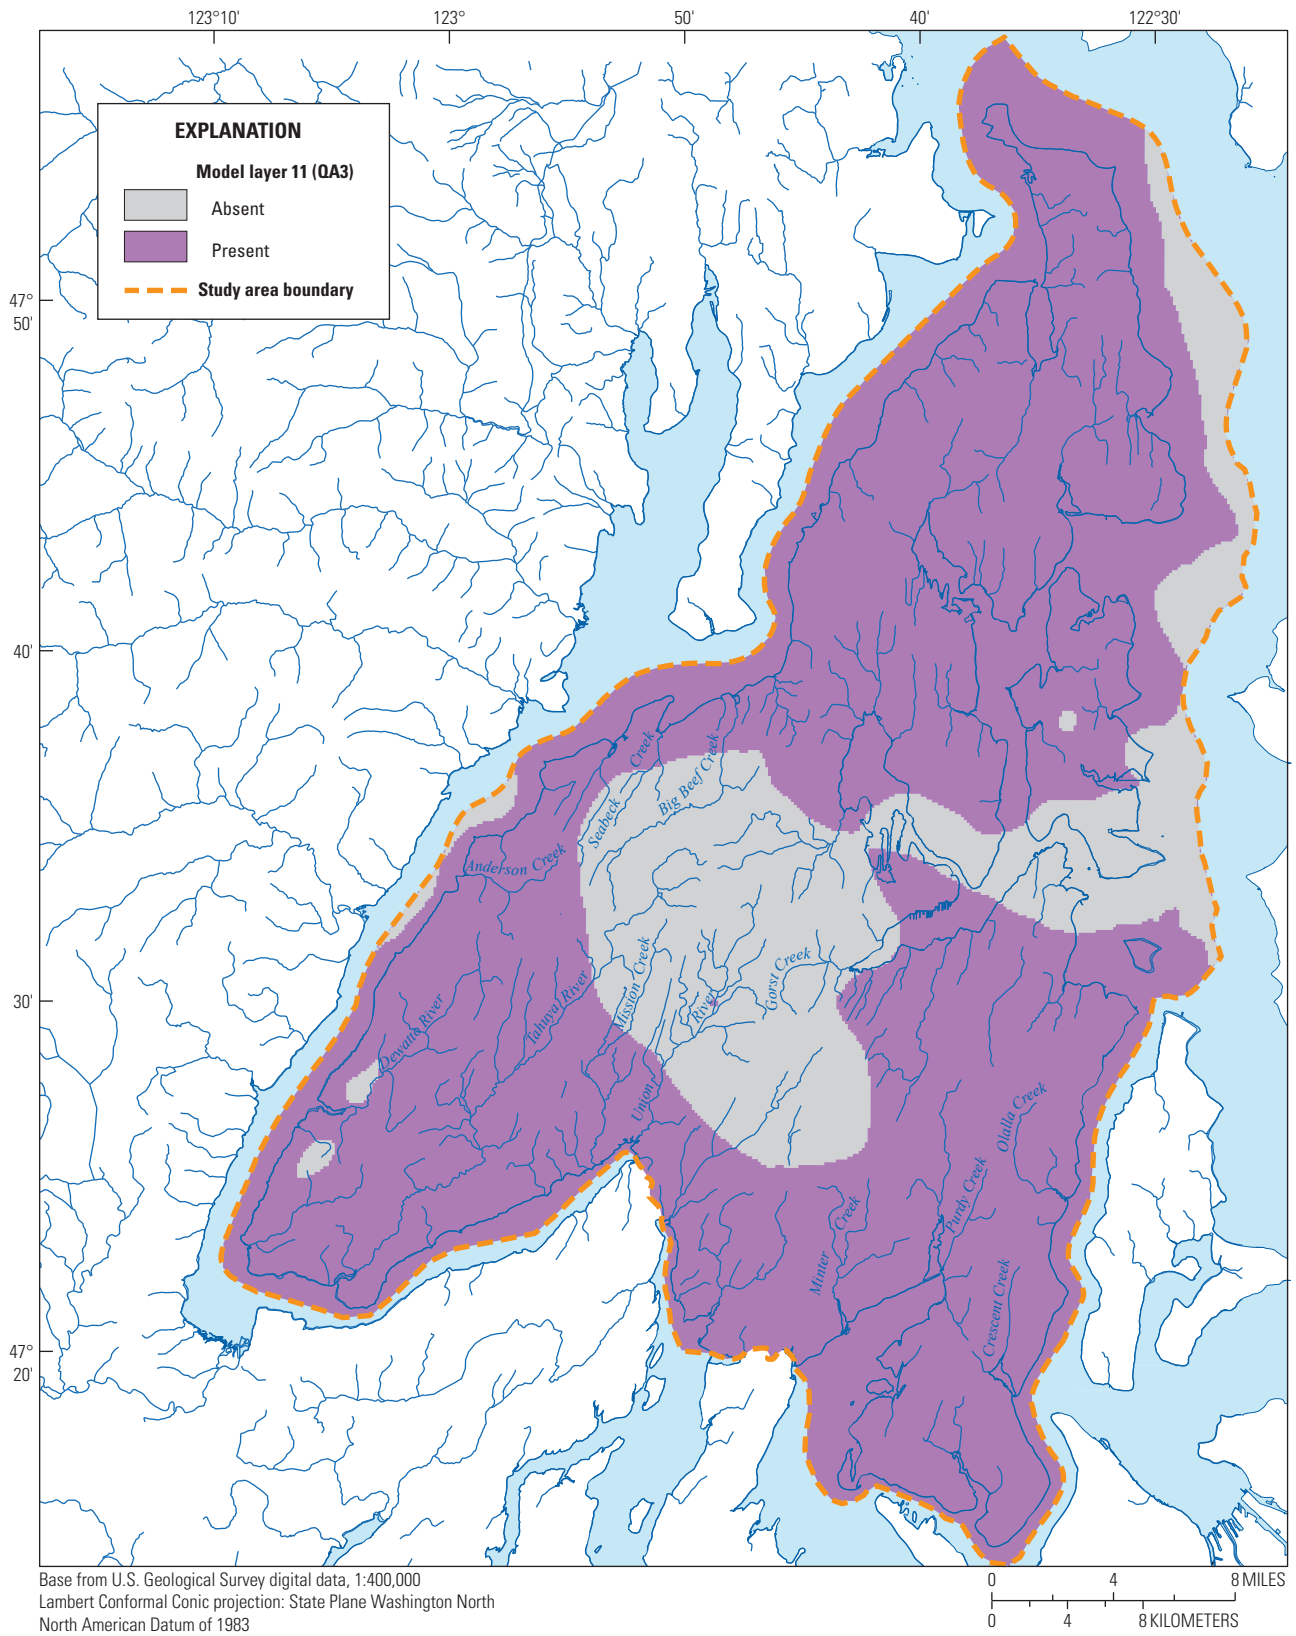 123°10'
123°
50'
40'
122°30'
EXPLANATION
Model layer 11 (QA3)
Absent
Present
Study area boundary
47°
50'
40'
30'
47°
20'
Seabeck Creek
Big Beef Creek
Anderson Creek
Dewatto River
Tahuya River
Mission Creek
Union River
Gorst Creek
Olalla Creek
Purdy Creek
Minter Creek
Crescent Creek
Base from U.S. Geological Survey digital data, 1:400,000
Lambert Conformal Conic projection: State Plane Washington North
North American Datum of 1983
0 4 8 MILES
0 4 8 KILOMETERS